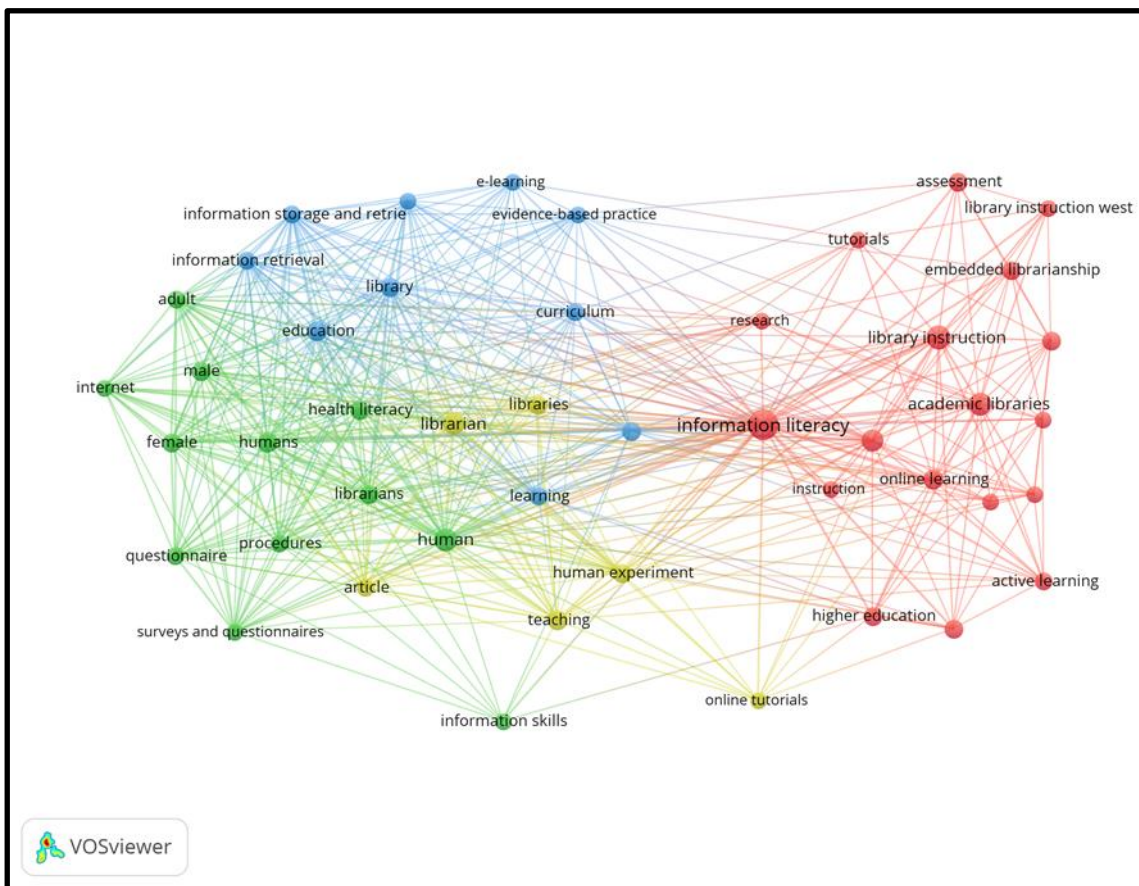 e-learning
assessment
information storage and retrie
evidence-based practice
library instruction west
tutorials
information retrieval
embedded librarianship
adult
library
curriculum
research
education
library instruction
male
internet
health literacy
libraries
academic libraries
librarian
information literacy
female
humans
online learning
librarians
learning
instruction
human
procedures
questionnaire
human experiment
active learning
article
teaching
higher education
surveys and questionnaires
online tutorials
information skills
VOSviewer